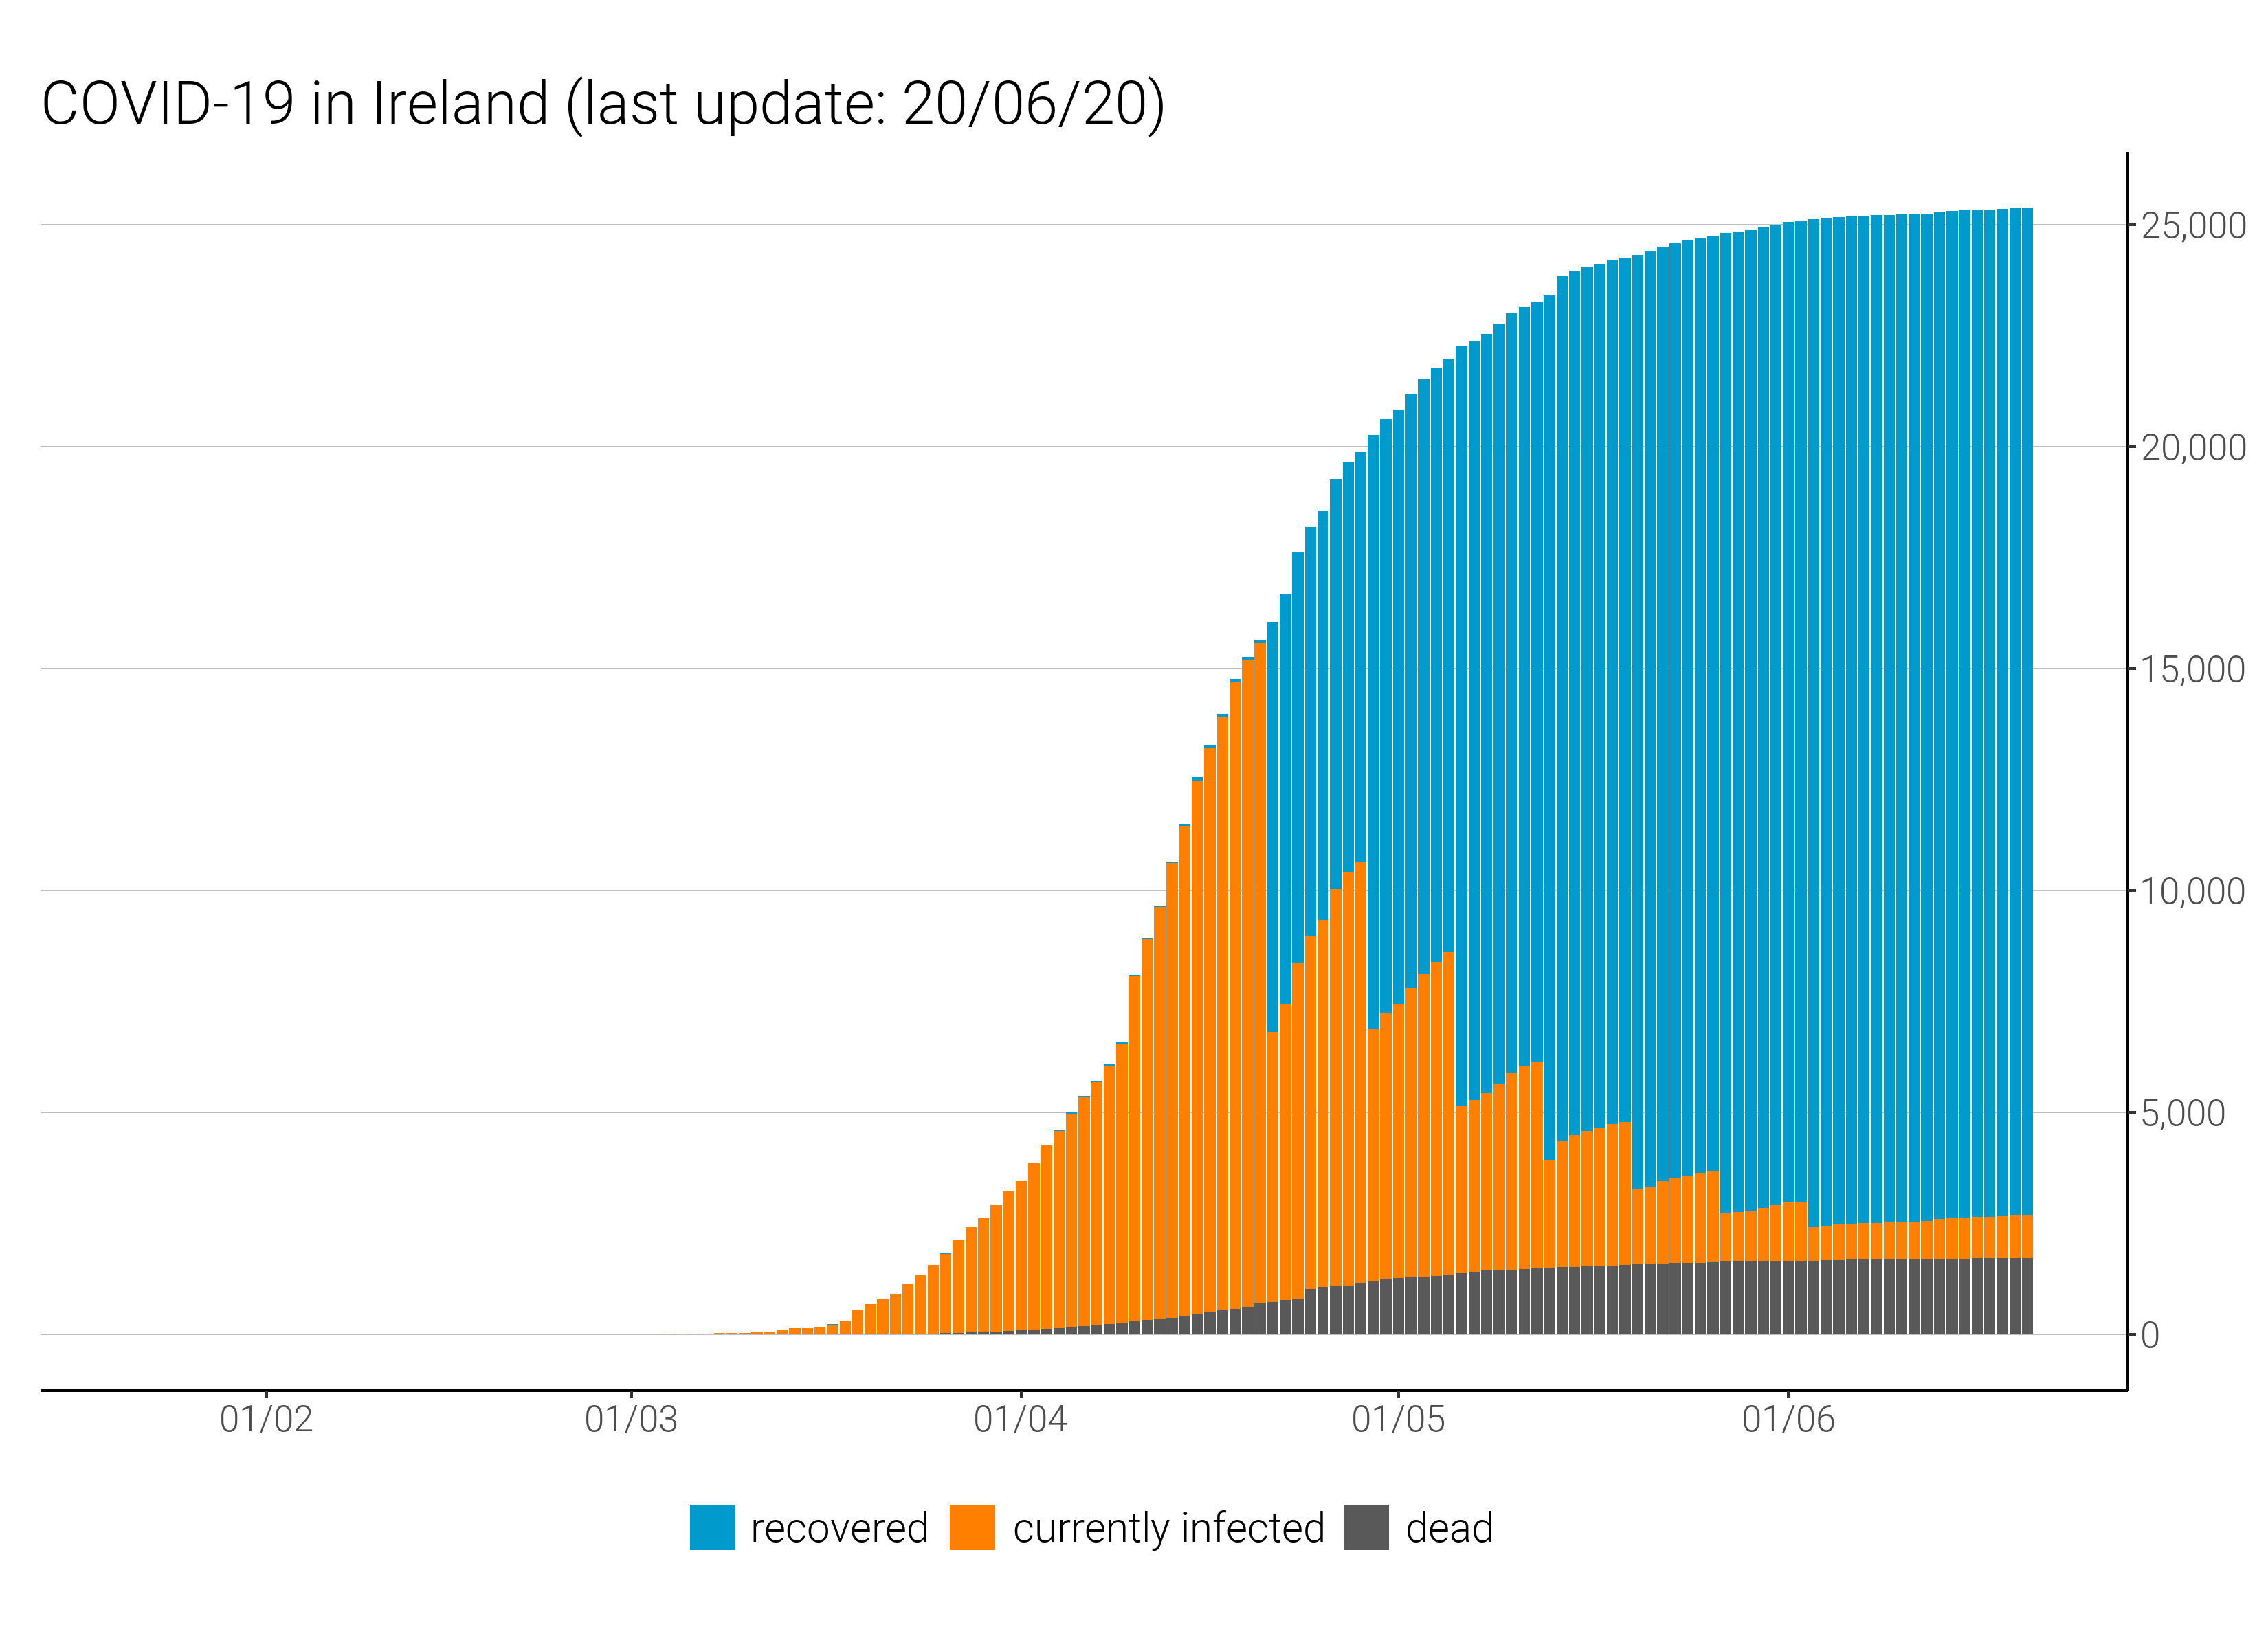 COVID-19 in Ireland (last update: 20/06/20)
25,000
20,000
15,000
10,000
5,000
0
01/02 01/03 01/04 01/05 01/06
recovered currently infected dead